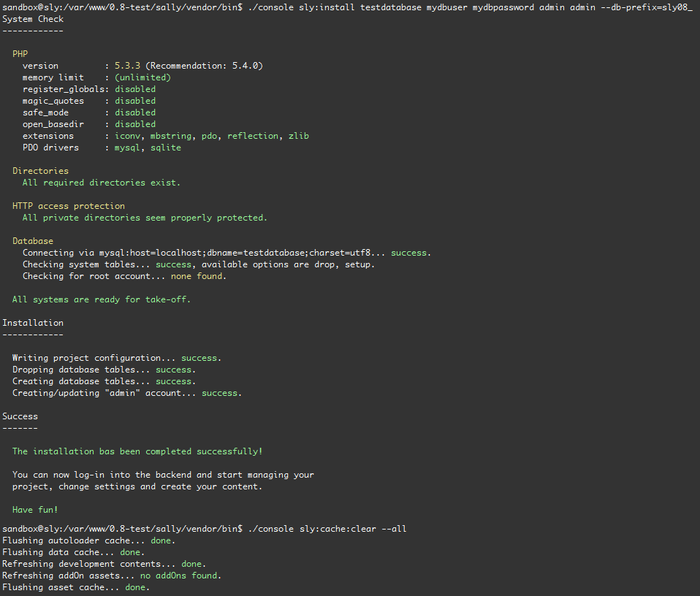 sandbox@sly:/var/www/0.8-test/sally/vendor/bin$ ./console sly:install testdatabase mydbuser mydbpassword admin admin --db-prefix=sly08_
System Check
------------
PHP
version         : 5.3.3 (Recommendation: 5.4.0)
memory limit    : (unlimited)
register_globals: disabled
magic_quotes    : disabled
safe_mode       : disabled
open_basedir    : disabled
extensions      : iconv, mbstring, pdo, reflection, zlib
PDO drivers     : mysql, sqlite
Directories
All required directories exist.
HTTP access protection
All private directories seem properly protected.
Database
Connecting via mysql:host=localhost;dbname=testdatabase;charset=utf8... success.
Checking system tables... success, available options are drop, setup.
Checking for root account... none found.
All systems are ready for take-off.
Installation
------------
Writing project configuration... success.
Dropping database tables... success.
Creating database tables... success.
Creating/updating "admin" account... success.
Success
-------
The installation bas been completed successfully!
You can now log-in into the backend and start managing your
project, change settings and create your content.
Have fun!
sandbox@sly:/var/www/0.8-test/sally/vendor/bin$ ./console sly:cache:clear --all
Flushing autoloader cache... done.
Flushing data cache... done.
Refreshing development contents... done.
Refreshing addOn assets... no addOns found.
Flushing asset cache... done.